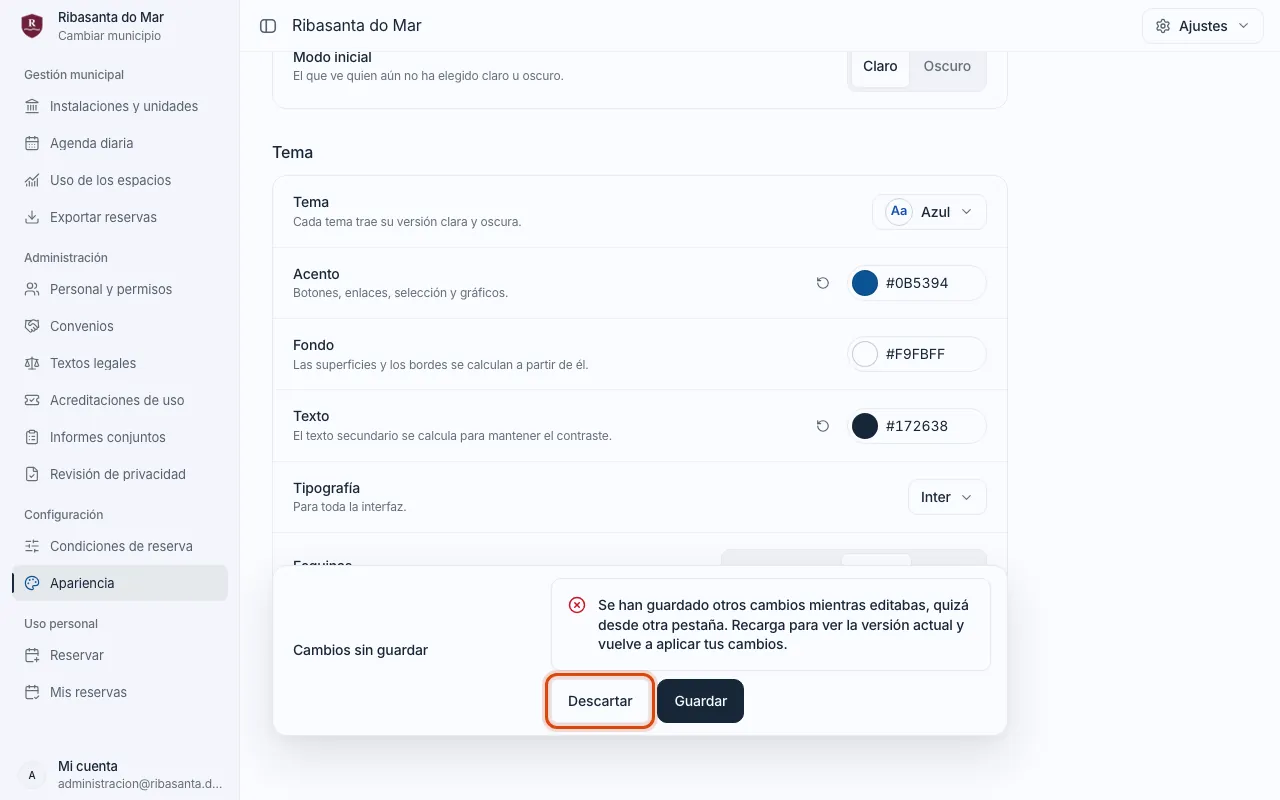 Ribasanta do Mar
Cambiar municipio
Ribasanta do Mar
Ajustes
Gestión municipal
Instalaciones y unidades
Agenda diaria
Uso de los espacios
Exportar reservas
Administración
Personal y permisos
Convenios
Textos legales
Acreditaciones de uso
Informes conjuntos
Revisión de privacidad
Configuración
Condiciones de reserva
Apariencia
Uso personal
Reservar
Mis reservas
A
Mi cuenta
administracion@ribasanta.d...
Modo inicial
El que ve quien aún no ha elegido claro u oscuro.
Claro
Oscuro
Tema
Tema
Cada tema trae su versión clara y oscura.
Aa
Azul
Acento
Botones, enlaces, selección y gráficos.
#0B5394
Fondo
Las superficies y los bordes se calculan a partir de él.
#F9FBFF
Texto
El texto secundario se calcula para mantener el contraste.
#172638
Tipografía
Para toda la interfaz.
Inter
Esquinas
Cambios sin guardar
Se han guardado otros cambios mientras editabas, quizá
desde otra pestaña. Recarga para ver la versión actual y
vuelve a aplicar tus cambios.
Descartar
Guardar